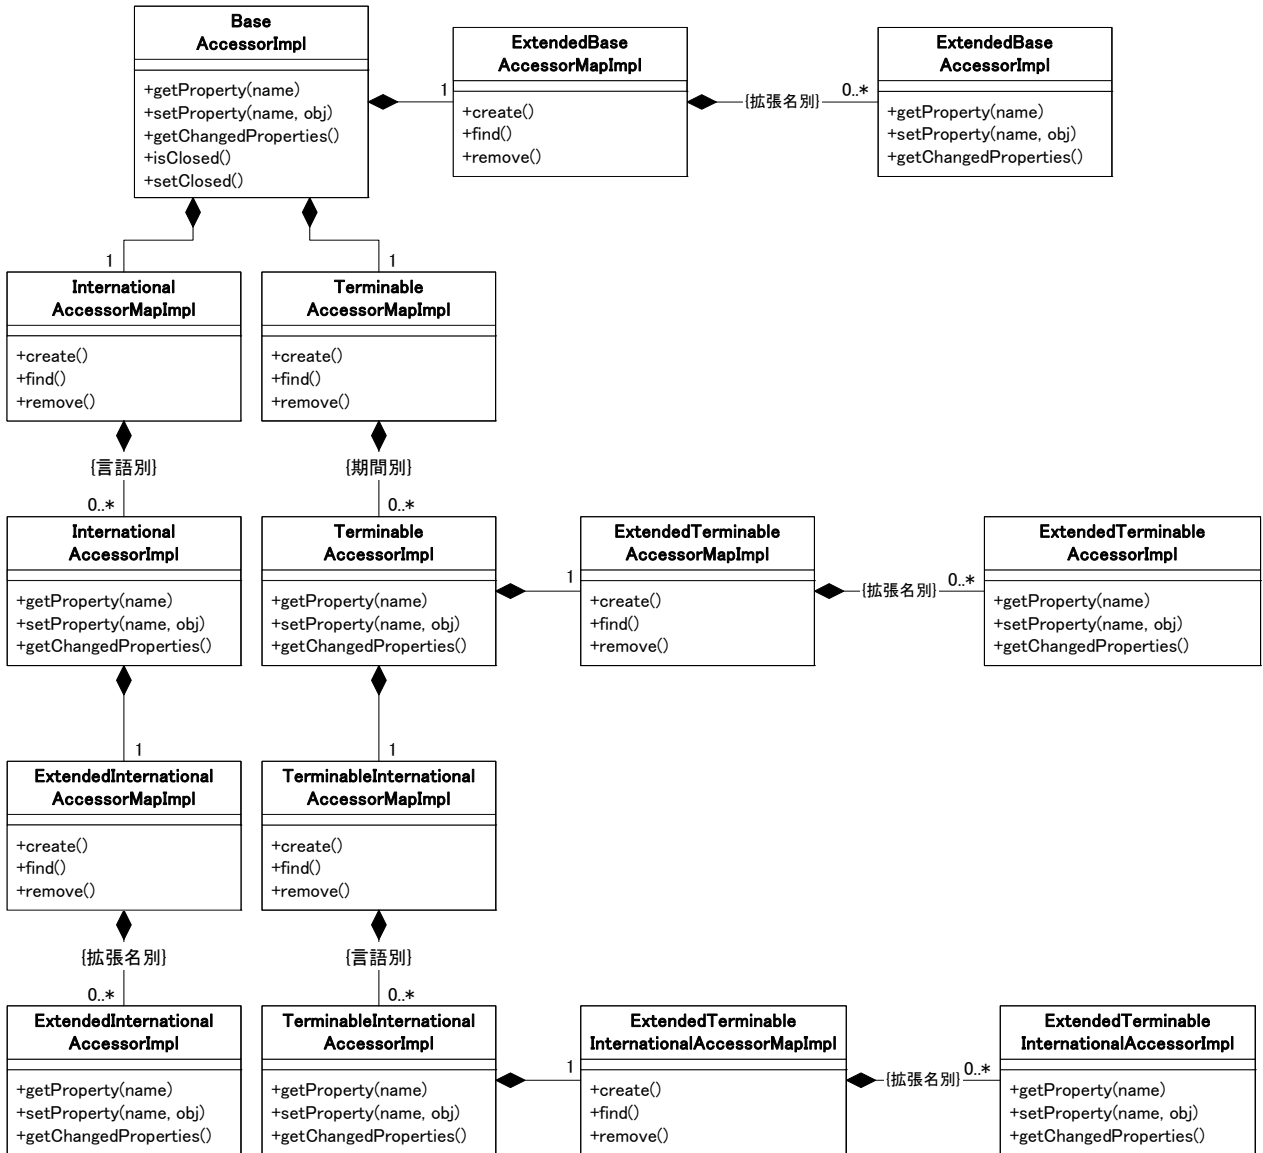 Base
AccessorImpl
+getProperty(name)
+setProperty(name, obj)
+getChangedProperties()
+isClosed()
+setClosed()
1
ExtendedBase
AccessorMapImpl
+create()
+find()
+remove()
{拡張名別}
0..*
ExtendedBase
AccessorImpl
+getProperty(name)
+setProperty(name, obj)
+getChangedProperties()
1
International
AccessorMapImpl
+create()
+find()
+remove()
1
Terminable
AccessorMapImpl
+create()
+find()
+remove()
{言語別}
0..*
{期間別}
0..*
International
AccessorImpl
+getProperty(name)
+setProperty(name, obj)
+getChangedProperties()
Terminable
AccessorImpl
+getProperty(name)
+setProperty(name, obj)
+getChangedProperties()
1
ExtendedTerminable
AccessorMapImpl
+create()
+find()
+remove()
{拡張名別}
0..*
ExtendedTerminable
AccessorImpl
+getProperty(name)
+setProperty(name, obj)
+getChangedProperties()
1
ExtendedInternational
AccessorMapImpl
+create()
+find()
+remove()
1
TerminableInternational
AccessorMapImpl
+create()
+find()
+remove()
{拡張名別}
0..*
{言語別}
0..*
ExtendedInternational
AccessorImpl
+getProperty(name)
+setProperty(name, obj)
+getChangedProperties()
TerminableInternational
AccessorImpl
+getProperty(name)
+setProperty(name, obj)
+getChangedProperties()
1
ExtendedTerminable
InternationalAccessorMapImpl
+create()
+find()
+remove()
{拡張名別}
0..*
ExtendedTerminable
InternationalAccessorImpl
+getProperty(name)
+setProperty(name, obj)
+getChangedProperties()